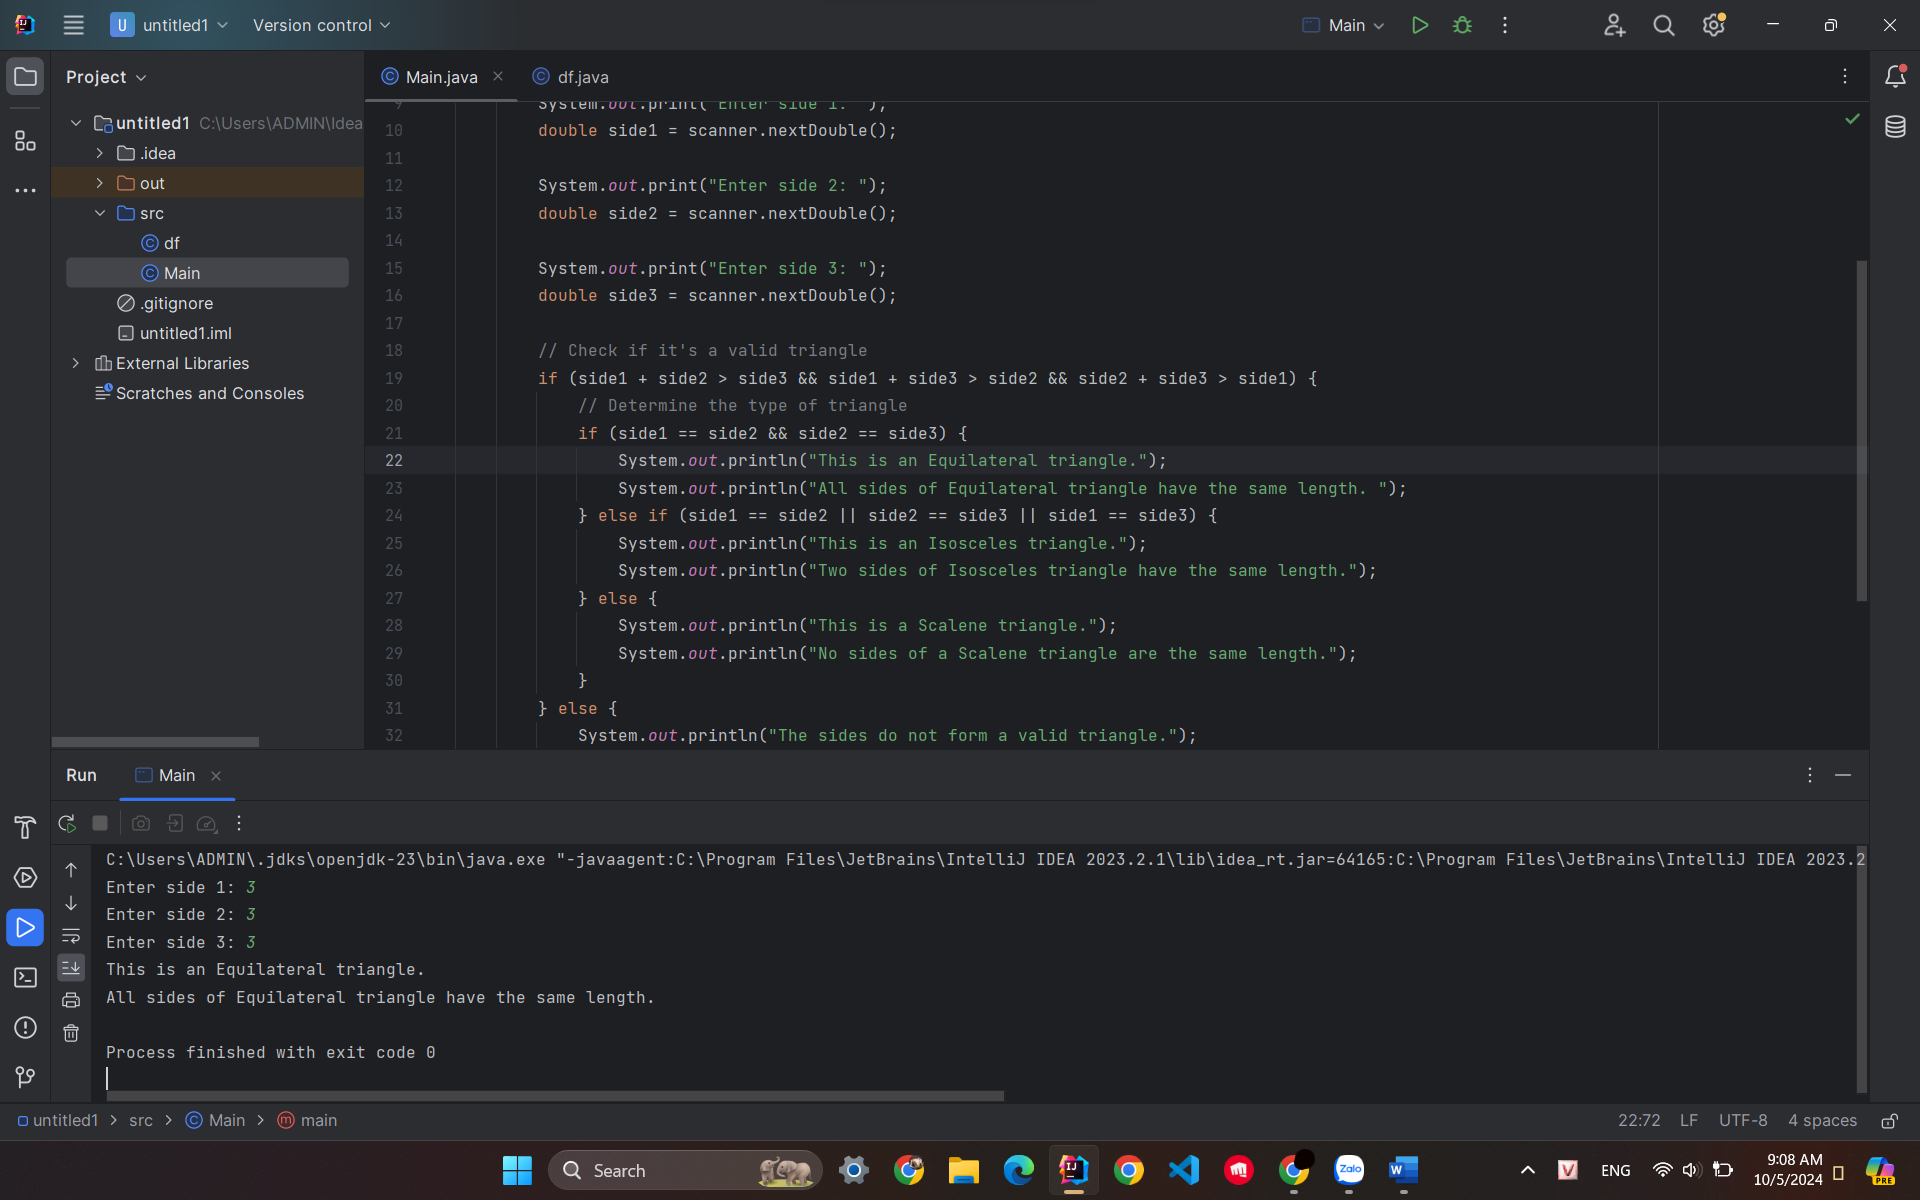 U untitled1 Version control Main
Project
Main.java df.java
untitled1 C:\Users\ADMIN\Idea
.idea
out
src
df
Main
.gitignore
untitled1.iml
External Libraries
Scratches and Consoles
9 System.out.print("Enter side 1: ");
10 double side1 = scanner.nextDouble();
11
12 System.out.print("Enter side 2: ");
13 double side2 = scanner.nextDouble();
14
15 System.out.print("Enter side 3: ");
16 double side3 = scanner.nextDouble();
17
18 // Check if it's a valid triangle
19 if (side1 + side2 > side3 && side1 + side3 > side2 && side2 + side3 > side1) {
20 // Determine the type of triangle
21 if (side1 == side2 && side2 == side3) {
22 System.out.println("This is an Equilateral triangle.");
23 System.out.println("All sides of Equilateral triangle have the same length. ");
24 } else if (side1 == side2 || side2 == side3 || side1 == side3) {
25 System.out.println("This is an Isosceles triangle.");
26 System.out.println("Two sides of Isosceles triangle have the same length.");
27 } else {
28 System.out.println("This is a Scalene triangle.");
29 System.out.println("No sides of a Scalene triangle are the same length.");
30 }
31 } else {
32 System.out.println("The sides do not form a valid triangle.");
Run Main
C:\Users\ADMIN\.jdks\openjdk-23\bin\java.exe "-javaagent:C:\Program Files\JetBrains\IntelliJ IDEA 2023.2.1\lib\idea_rt.jar=64165:C:\Program Files\JetBrains\IntelliJ IDEA 2023.2
Enter side 1: 3
Enter side 2: 3
Enter side 3: 3
This is an Equilateral triangle.
All sides of Equilateral triangle have the same length.
Process finished with exit code 0
untitled1 > src > Main > main 22:72 LF UTF-8 4 spaces
Search Zalo ENG 9:08 AM
10/5/2024 PRE